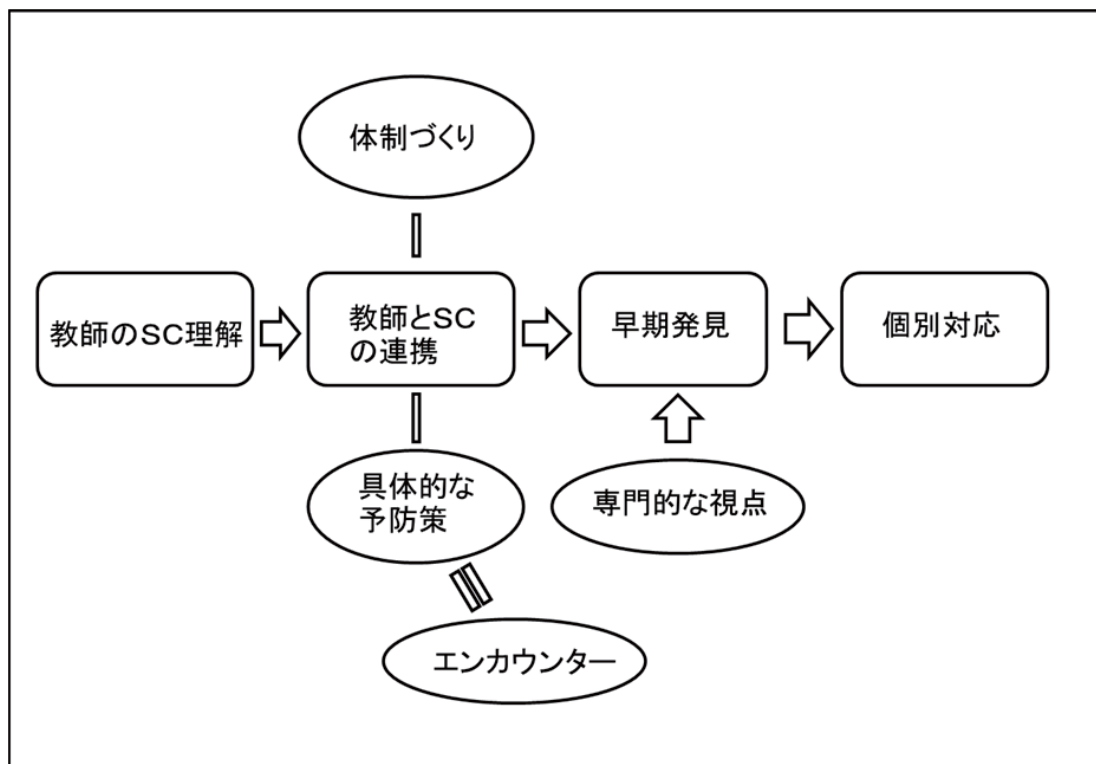 体制づくり
教師のSC理解
教師とSC
の連携
早期発見
個別対応
具体的な
予防策
専門的な視点
エンカウンター